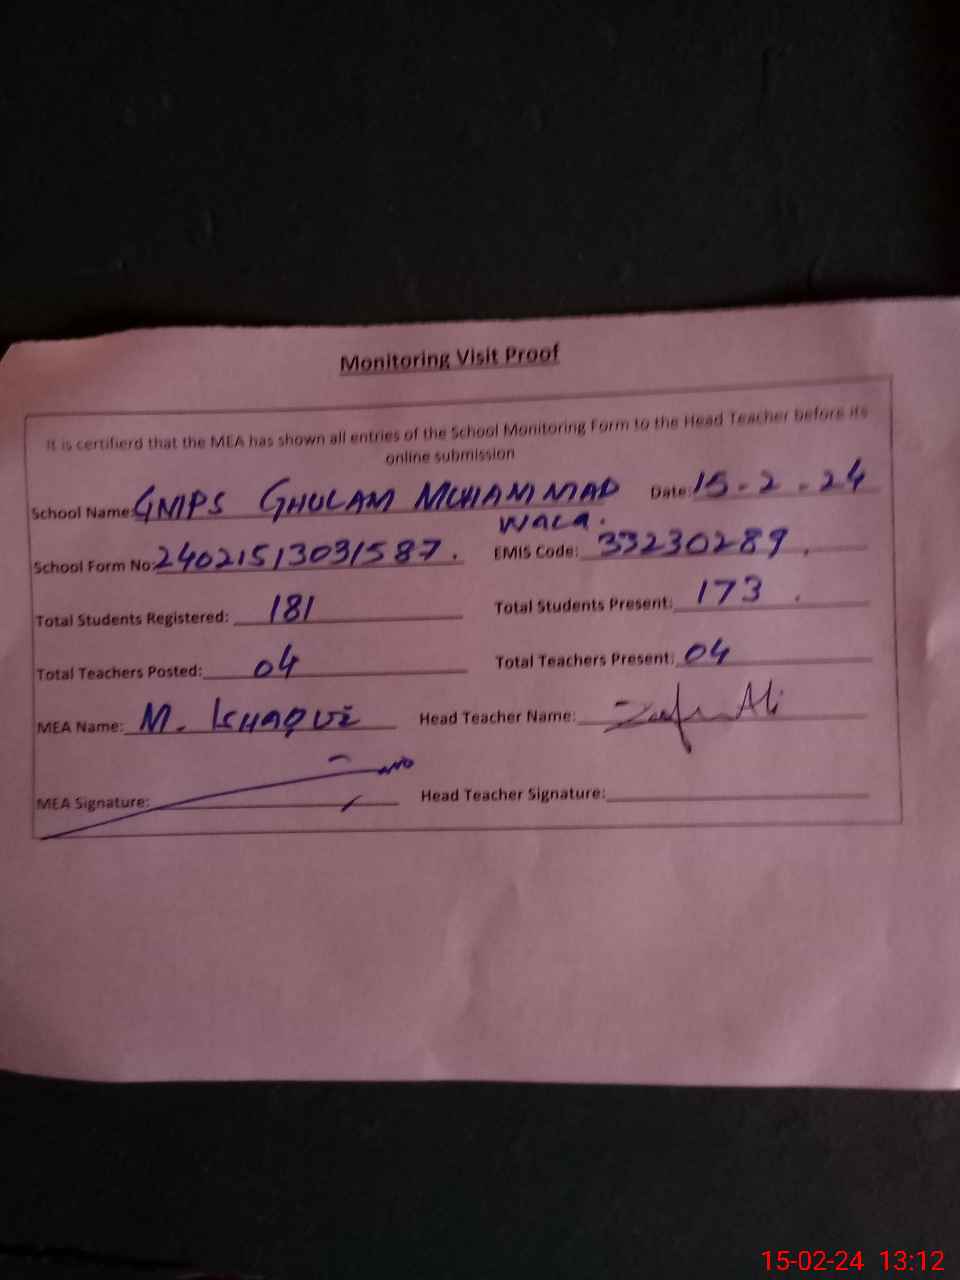 Monitoring Visit Proof
It is certifierd that the MEA has shown all entries of the School Monitoring Form to the Head Teacher before its
online submission
School Name: GMPS GHULAM MUHAMMAD WALA. Date: 15-2-24
School Form No: 24021513031587. EMIS Code: 33230289.
Total Students Registered: 181 Total Students Present: 173.
Total Teachers Posted: 04 Total Teachers Present: 04
MEA Name: M. Head Teacher Name: Ali
MEA Signature: Head Teacher Signature:
15-02-24 13:12